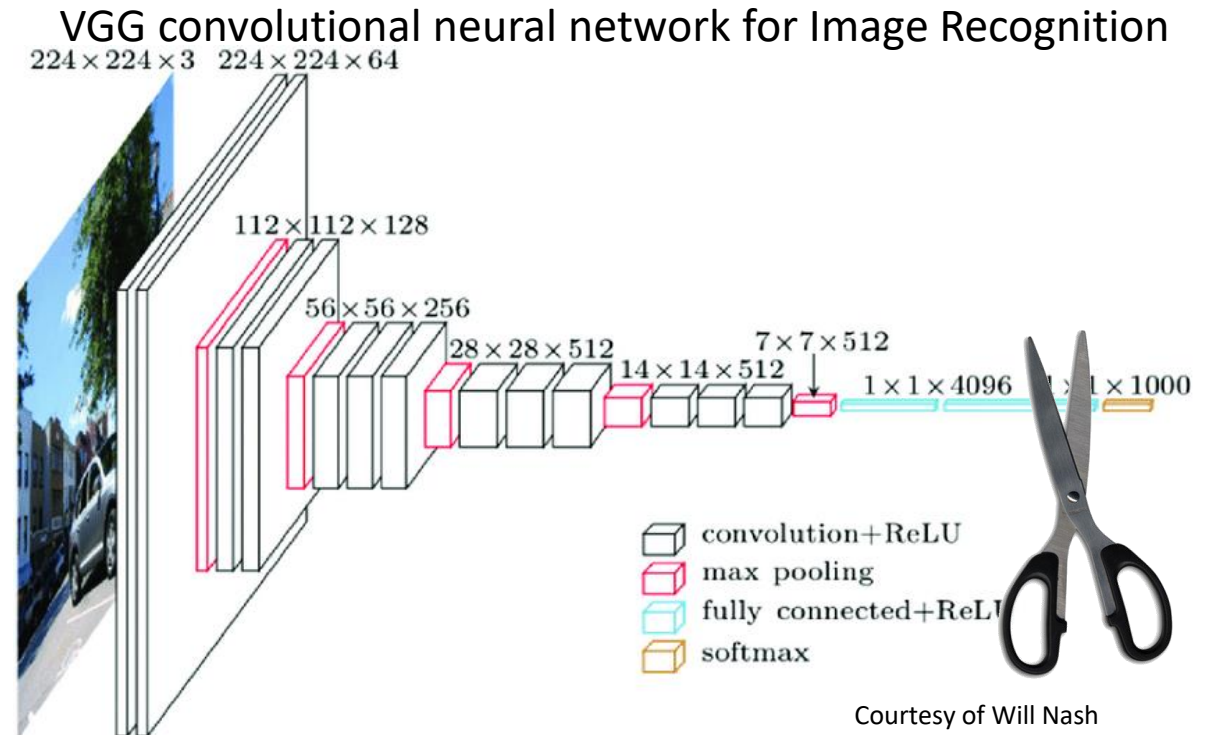 VGG convolutional neural network for Image Recognition
224 × 224 × 3 224 × 224 × 64
112 × 112 × 128
56 × 56 × 256
28 × 28 × 512
14 × 14 × 512
7 × 7 × 512
1 × 1 × 4096 1 × 1 × 1000
convolution+ReLU
max pooling
fully connected+ReLU
softmax
Courtesy of Will Nash